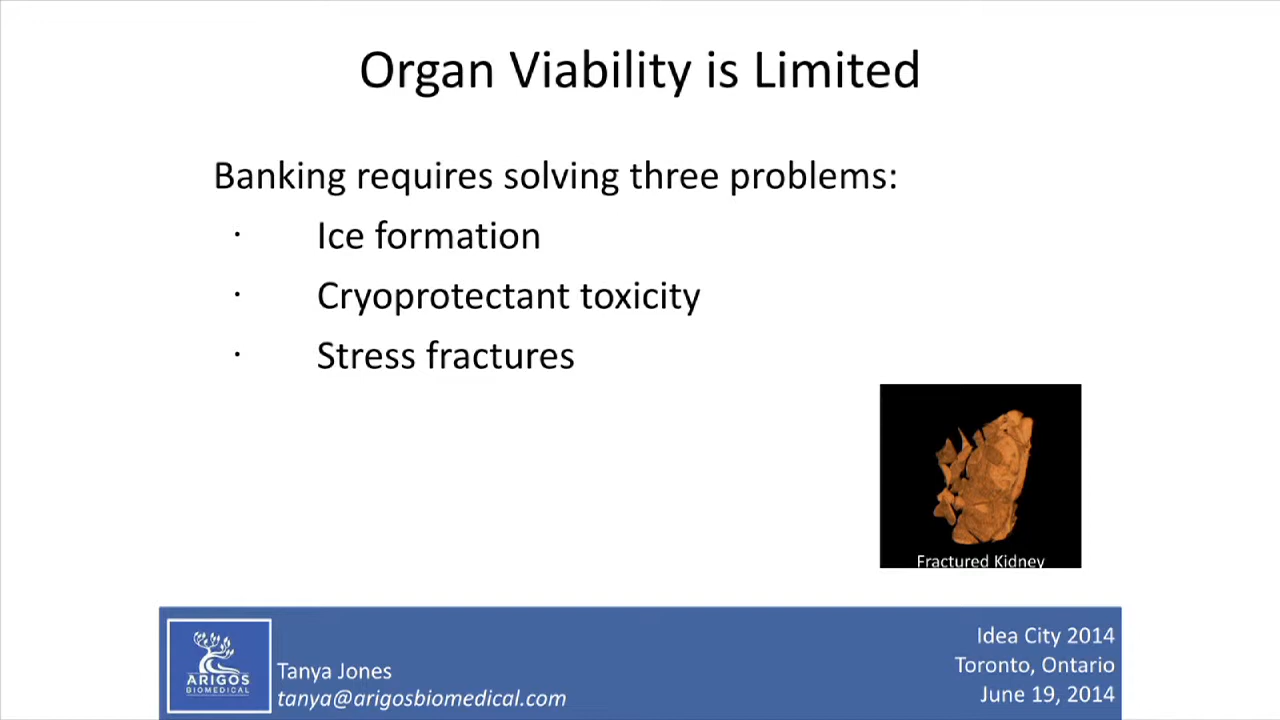 Organ Viability is Limited
Banking requires solving three problems:
· Ice formation
· Cryoprotectant toxicity
· Stress fractures
Fractured Kidney
ARIGOS
BIOMEDICAL
Tanya Jones
tanya@arigosbiomedical.com
Idea City 2014
Toronto, Ontario
June 19, 2014